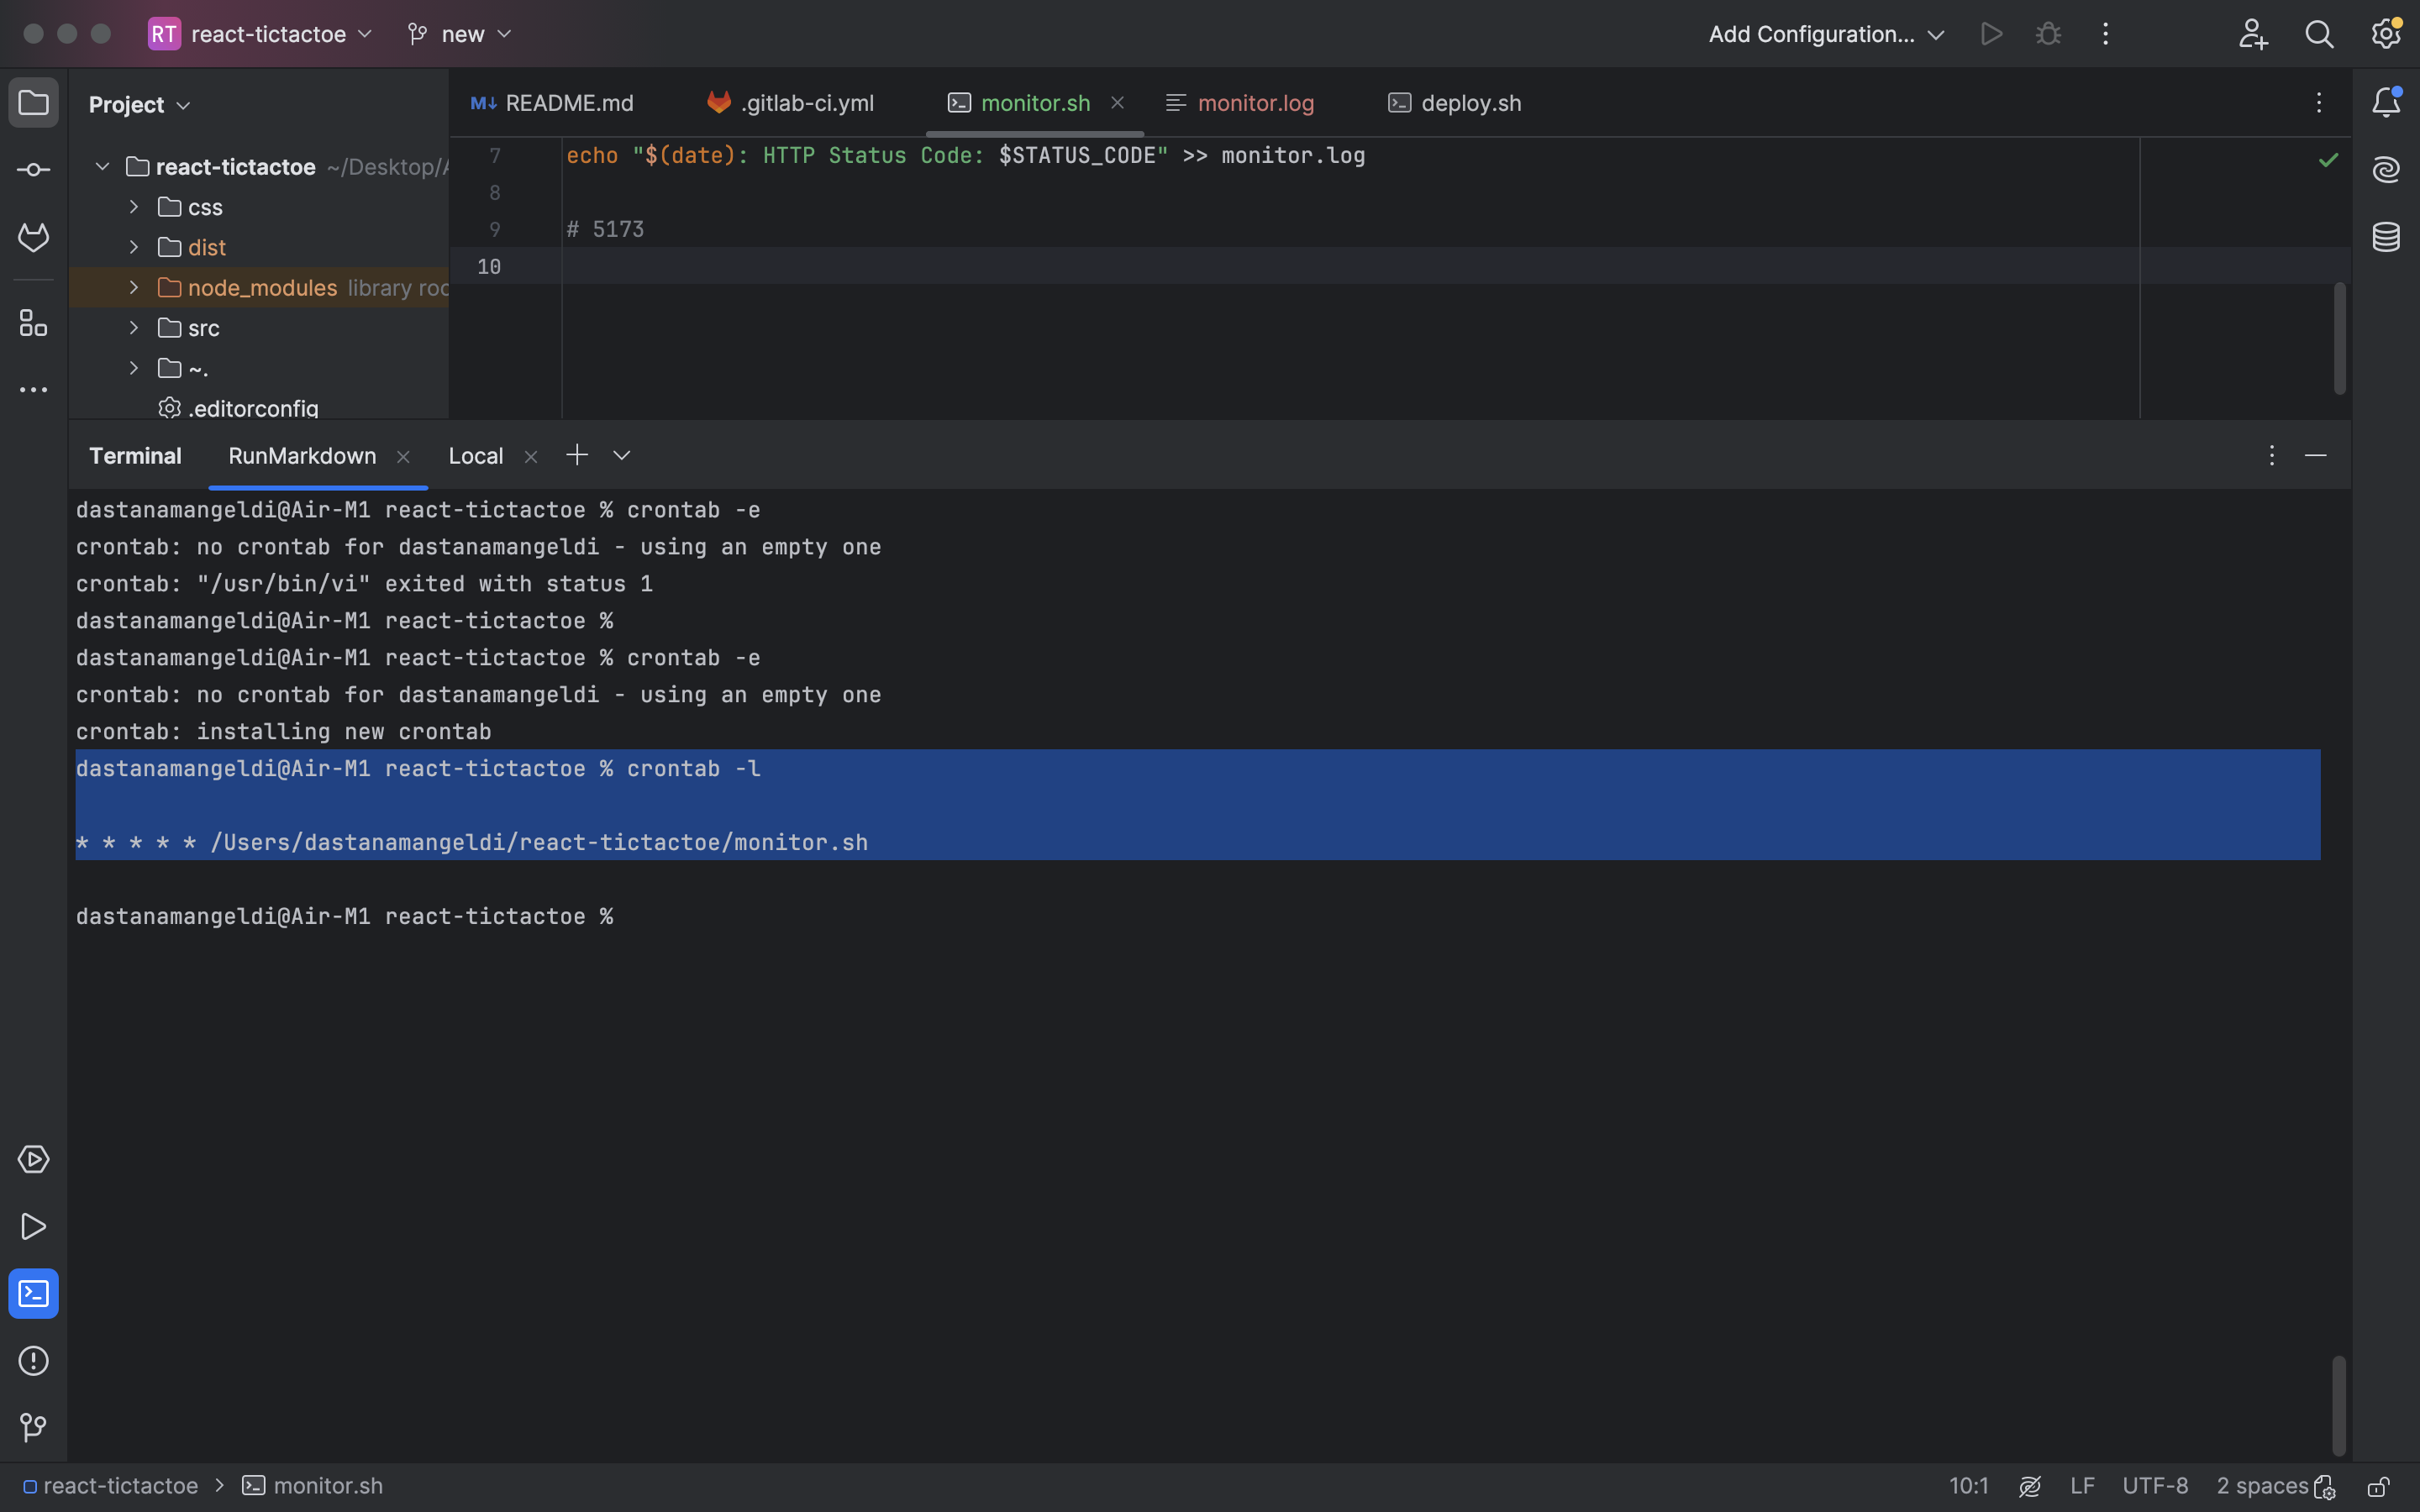 RT react-tictactoe new Add Configuration...
Project
README.md .gitlab-ci.yml monitor.sh monitor.log deploy.sh
react-tictactoe ~/Desktop/
css
dist
node_modules library roo
src
~.
.editorconfig
7 echo "$(date): HTTP Status Code: $STATUS_CODE" >> monitor.log
8
9 # 5173
10
Terminal RunMarkdown Local
dastanamangeldi@Air-M1 react-tictactoe % crontab -e
crontab: no crontab for dastanamangeldi - using an empty one
crontab: "/usr/bin/vi" exited with status 1
dastanamangeldi@Air-M1 react-tictactoe %
dastanamangeldi@Air-M1 react-tictactoe % crontab -e
crontab: no crontab for dastanamangeldi - using an empty one
crontab: installing new crontab
dastanamangeldi@Air-M1 react-tictactoe % crontab -l
* * * * * /Users/dastanamangeldi/react-tictactoe/monitor.sh
dastanamangeldi@Air-M1 react-tictactoe %
react-tictactoe > monitor.sh 10:1 LF UTF-8 2 spaces